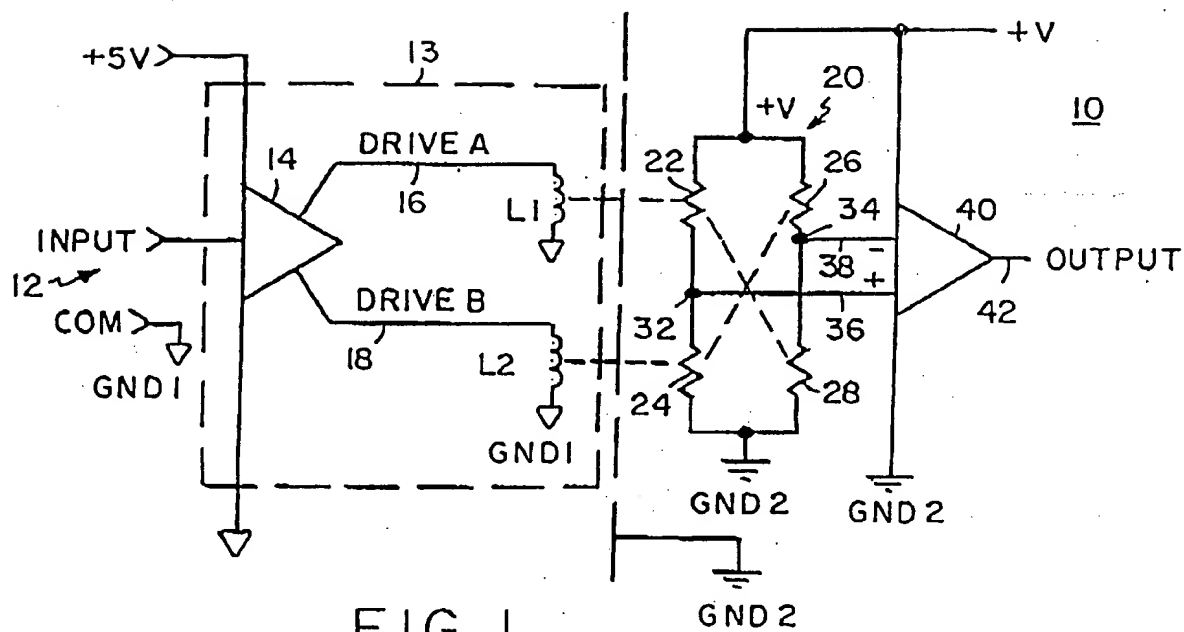 +5V
13
+V
10
+V
20
DRIVE A
14
16
22
26
L1
34
40
INPUT
38
-
OUTPUT
12
+
42
DRIVE B
32
36
COM
18
L2
24
28
GND1
GND1
GND2
GND2
GND2
FIG. 1